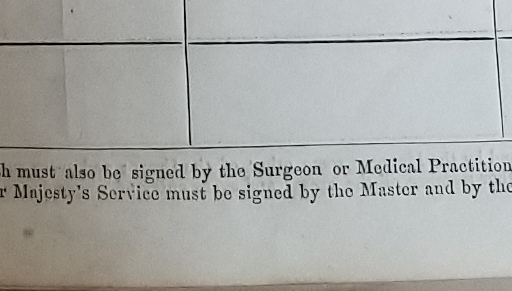 h must also be signed by the Surgeon or Medical Practition
r Majesty's Service must be signed by the Master and by the